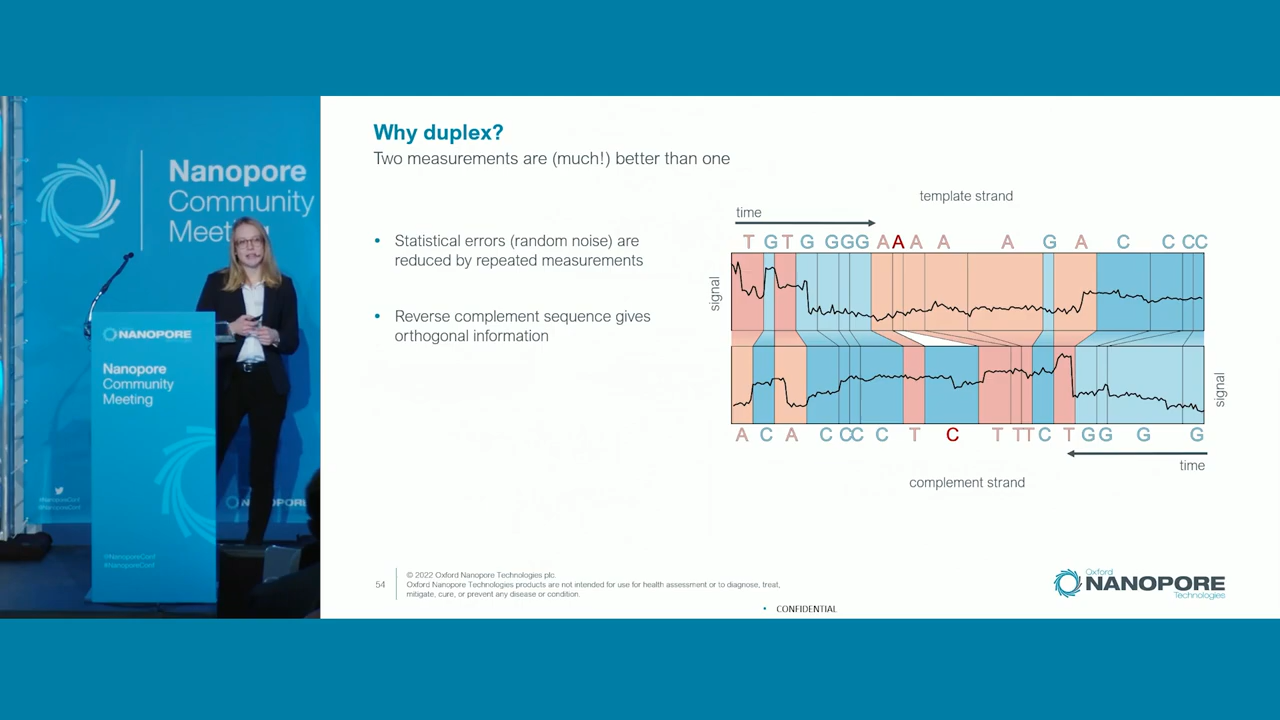 Nanopore
Community
Meeting
NANOPORE
Nanopore
Community
Meeting
#NanoporeConf
Why duplex?
Two measurements are (much!) better than one
• Statistical errors (random noise) are
reduced by repeated measurements
• Reverse complement sequence gives
orthogonal information
template strand
time
T G T G G G G A A A A A G A C C C C
signal
signal
A C A C C C C T C T T T C T G G G G
time
complement strand
54
© 2022 Oxford Nanopore Technologies plc.
Oxford Nanopore Technologies products are not intended for use for health assessment or to diagnose, treat,
mitigate, cure, or prevent any disease or condition.
• CONFIDENTIAL
Oxford
NANOPORE
Technologies